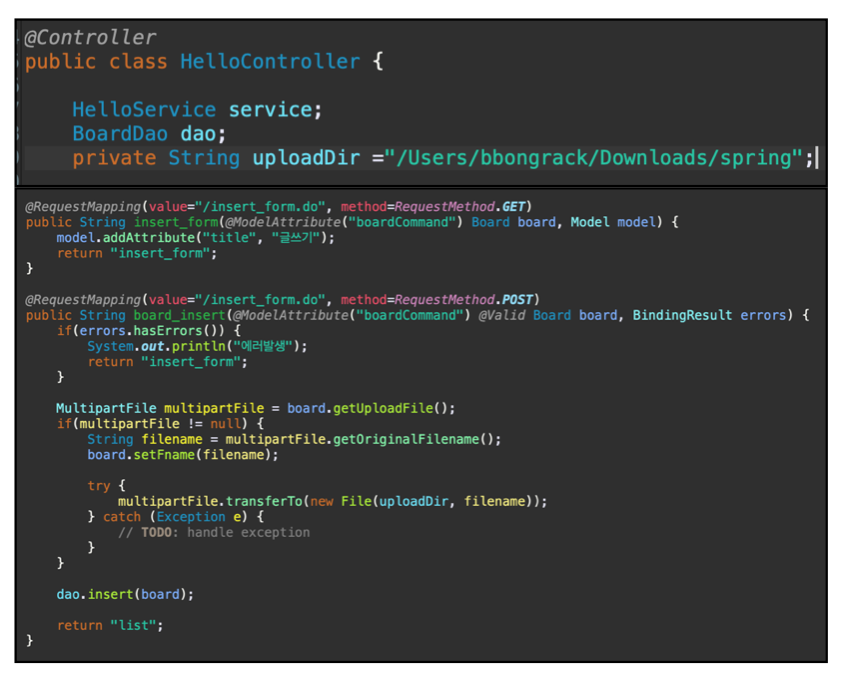 @Controller
public class HelloController {
HelloService service;
BoardDao dao;
private String uploadDir ="/Users/bbongrack/Downloads/spring";
@RequestMapping(value="/insert_form.do", method=RequestMethod.GET)
public String insert_form(@ModelAttribute("boardCommand") Board board, Model model) {
model.addAttribute("title", "글쓰기");
return "insert_form";
}
@RequestMapping(value="/insert_form.do", method=RequestMethod.POST)
public String board_insert(@ModelAttribute("boardCommand") @Valid Board board, BindingResult errors) {
if(errors.hasErrors()) {
System.out.println("에러발생");
return "insert_form";
}
MultipartFile multipartFile = board.getUploadFile();
if(multipartFile != null) {
String filename = multipartFile.getOriginalFilename();
board.setFname(filename);
try {
multipartFile.transferTo(new File(uploadDir, filename));
} catch (Exception e) {
// TODO: handle exception
}
}
dao.insert(board);
return "list";
}